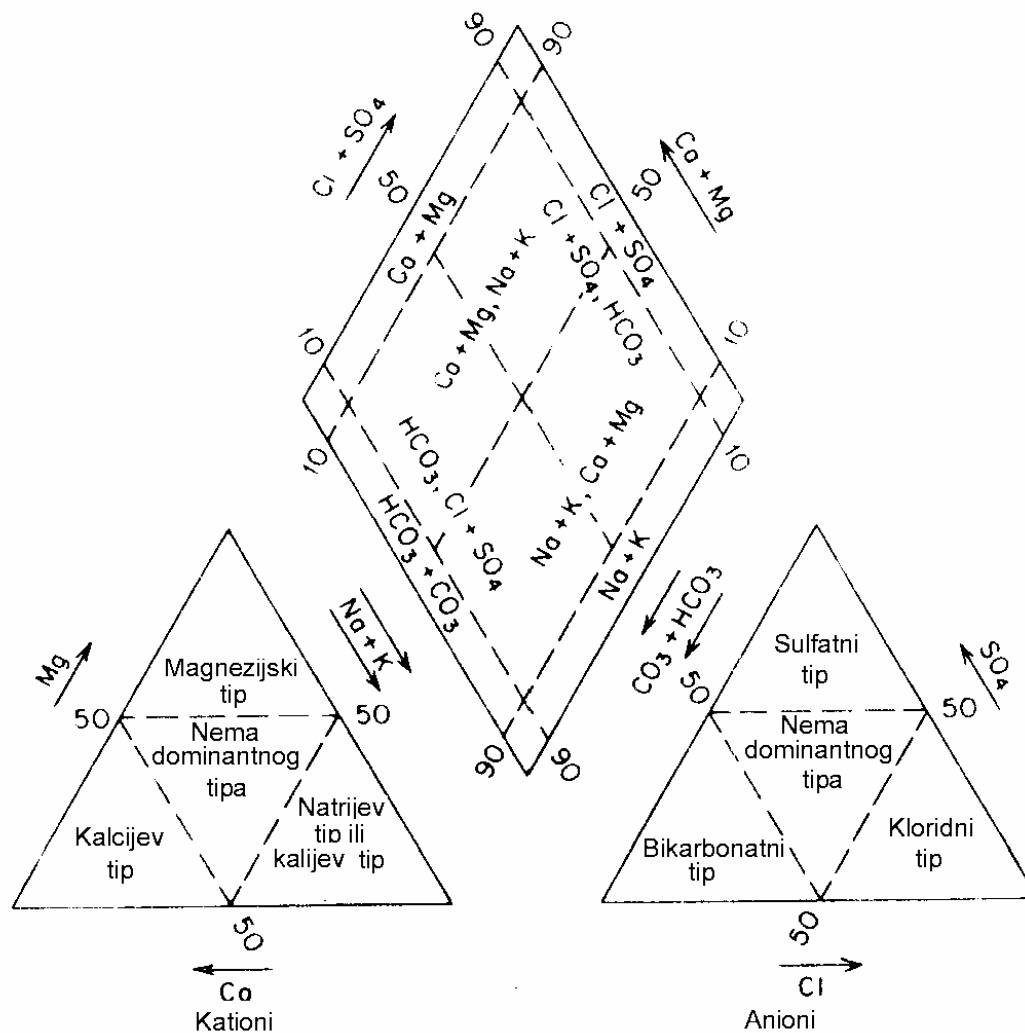 90
90
Cl + SO₄
50
50
Ca + Mg
Ca + Mg
Cl + SO₄
Ca + Mg, Na + K
Cl + SO₄, HCO₃
10
10
10
10
HCO₃, Cl + SO₄
Na + K, Ca + Mg
HCO₃ + CO₃
Na + K
90
90
Mg
Na + K
50
50
Magnezijski
tip
Nema
dominantnog
tipa
Kalcijev
tip
Natrijev
tip ili
kalijev tip
50
Ca
Kationi
CO₃ + HCO₃
SO₄
50
50
Sulfatni
tip
Nema
dominantnog
tipa
Bikarbonatni
tip
Kloridni
tip
50
Cl
Anioni